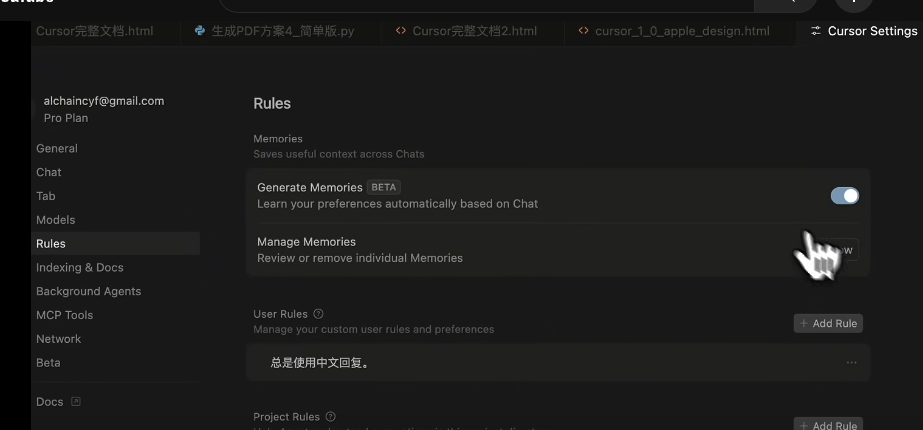 Cursor完整文档.html
生成PDF方案4_简单版.py
Cursor完整文档2.html
cursor_1_0_apple_design.html
Cursor Settings
alchaincyf@gmail.com
Pro Plan
General
Chat
Tab
Models
Rules
Indexing & Docs
Background Agents
MCP Tools
Network
Beta
Docs
Rules
Memories
Saves useful context across Chats
Generate Memories BETA
Learn your preferences automatically based on Chat
Manage Memories
Review or remove individual Memories
User Rules
Manage your custom user rules and preferences
+ Add Rule
总是使用中文回复。
Project Rules
+ Add Rule